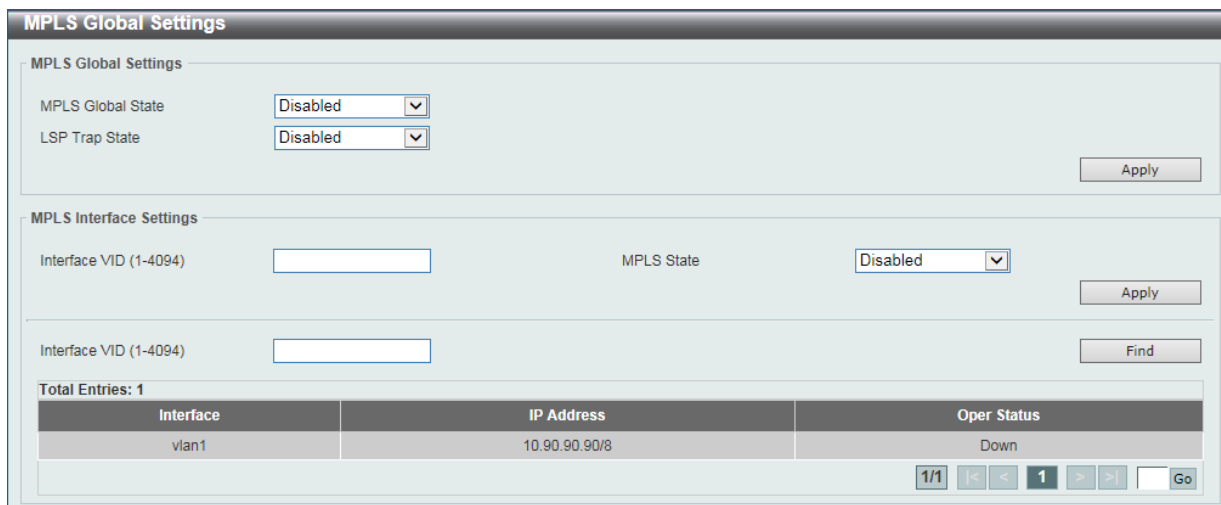 MPLS Global Settings
MPLS Global Settings
MPLS Global State Disabled
LSP Trap State Disabled
Apply
MPLS Interface Settings
Interface VID (1-4094) MPLS State Disabled
Apply
Interface VID (1-4094) Find
Total Entries: 1
Interface IP Address Oper Status
vlan1 10.90.90.90/8 Down
1/1 |< < 1 > >| Go